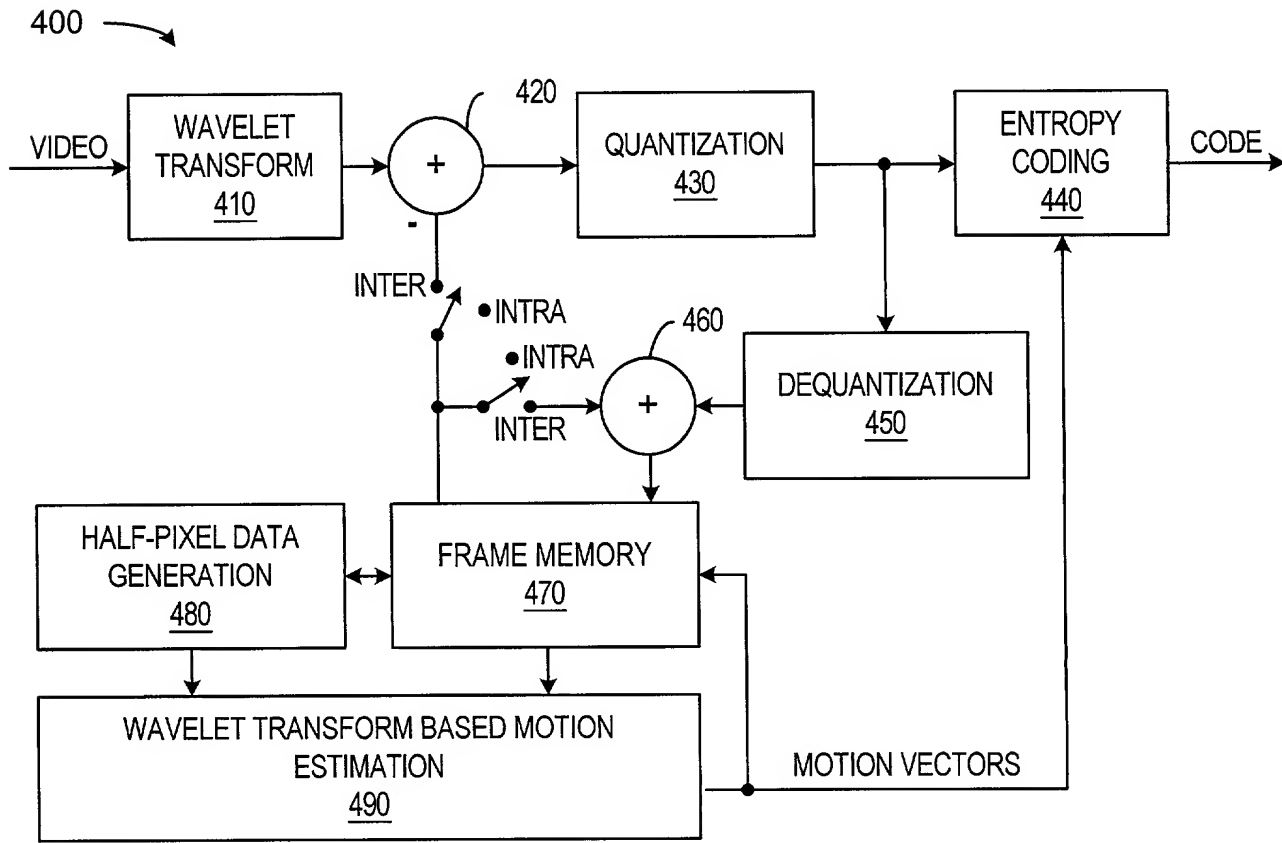 400
420
VIDEO
WAVELET
TRANSFORM
410
+
QUANTIZATION
430
ENTROPY
CODING
440
CODE
-
INTER
INTRA
INTRA
INTER
460
+
DEQUANTIZATION
450
HALF-PIXEL DATA
GENERATION
480
FRAME MEMORY
470
WAVELET TRANSFORM BASED MOTION
ESTIMATION
490
MOTION VECTORS